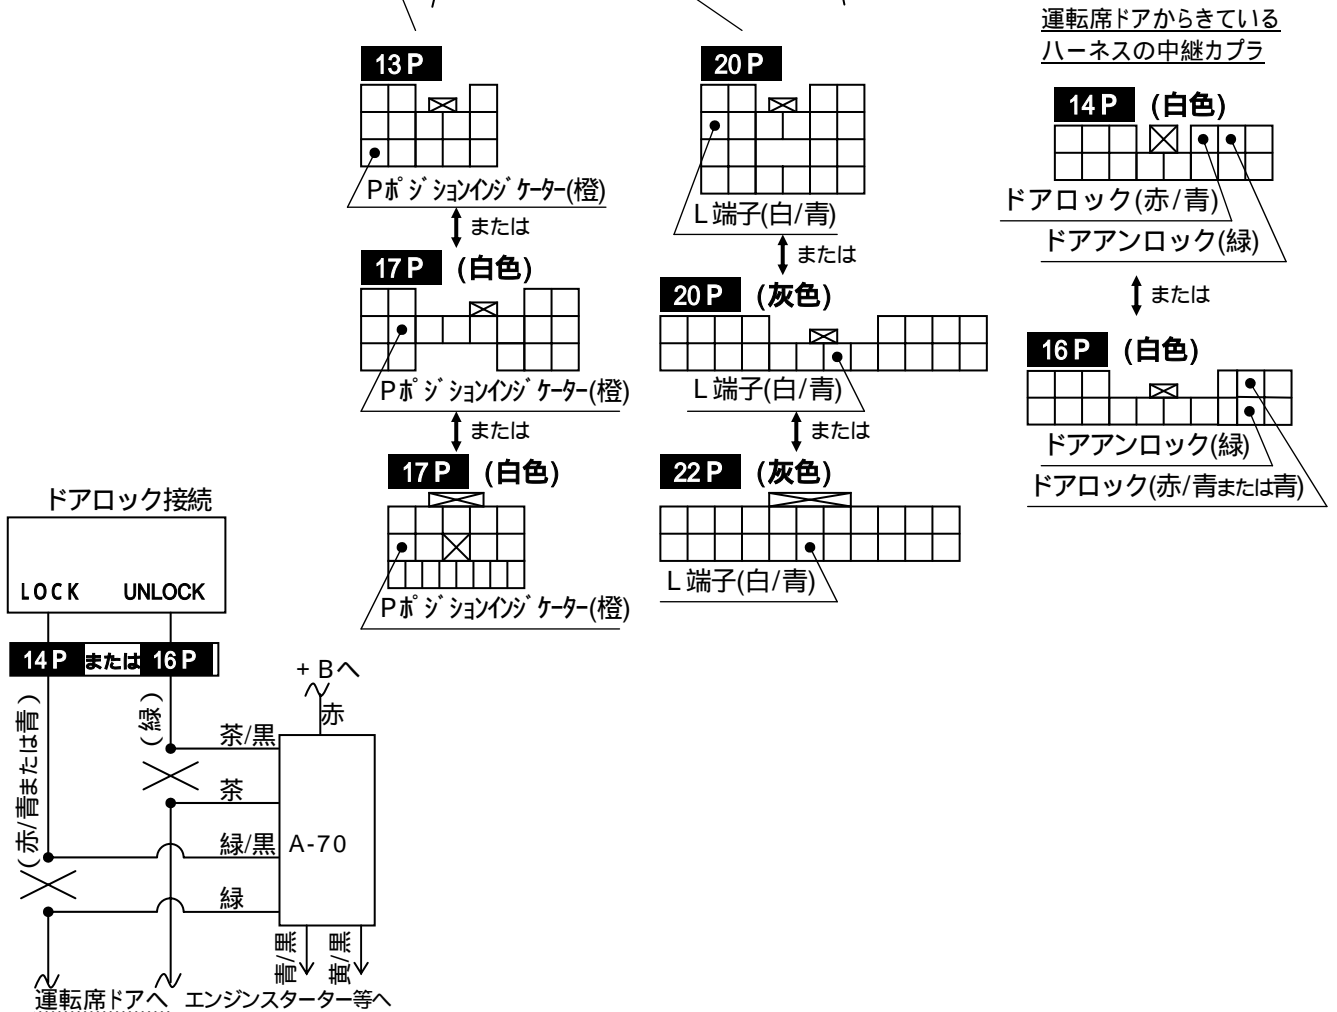 13P
Pポジションインジケーター(橙)
または
17P (白色)
Pポジションインジケーター(橙)
または
17P (白色)
Pポジションインジケーター(橙)
20P
L端子(白/青)
または
20P (灰色)
L端子(白/青)
または
22P (灰色)
L端子(白/青)
運転席ドアからきている
ハーネスの中継カプラ
14P (白色)
ドアロック(赤/青)
ドアアンロック(緑)
または
16P (白色)
ドアアンロック(緑)
ドアロック(赤/青または青)
ドアロック接続
LOCK UNLOCK
14P または 16P
(赤/青または青)
(緑)
+Bへ
赤
茶/黒
茶
緑/黒
緑
A-70
青/黒
黄/黒
運転席ドアへ エンジンスターター等へ